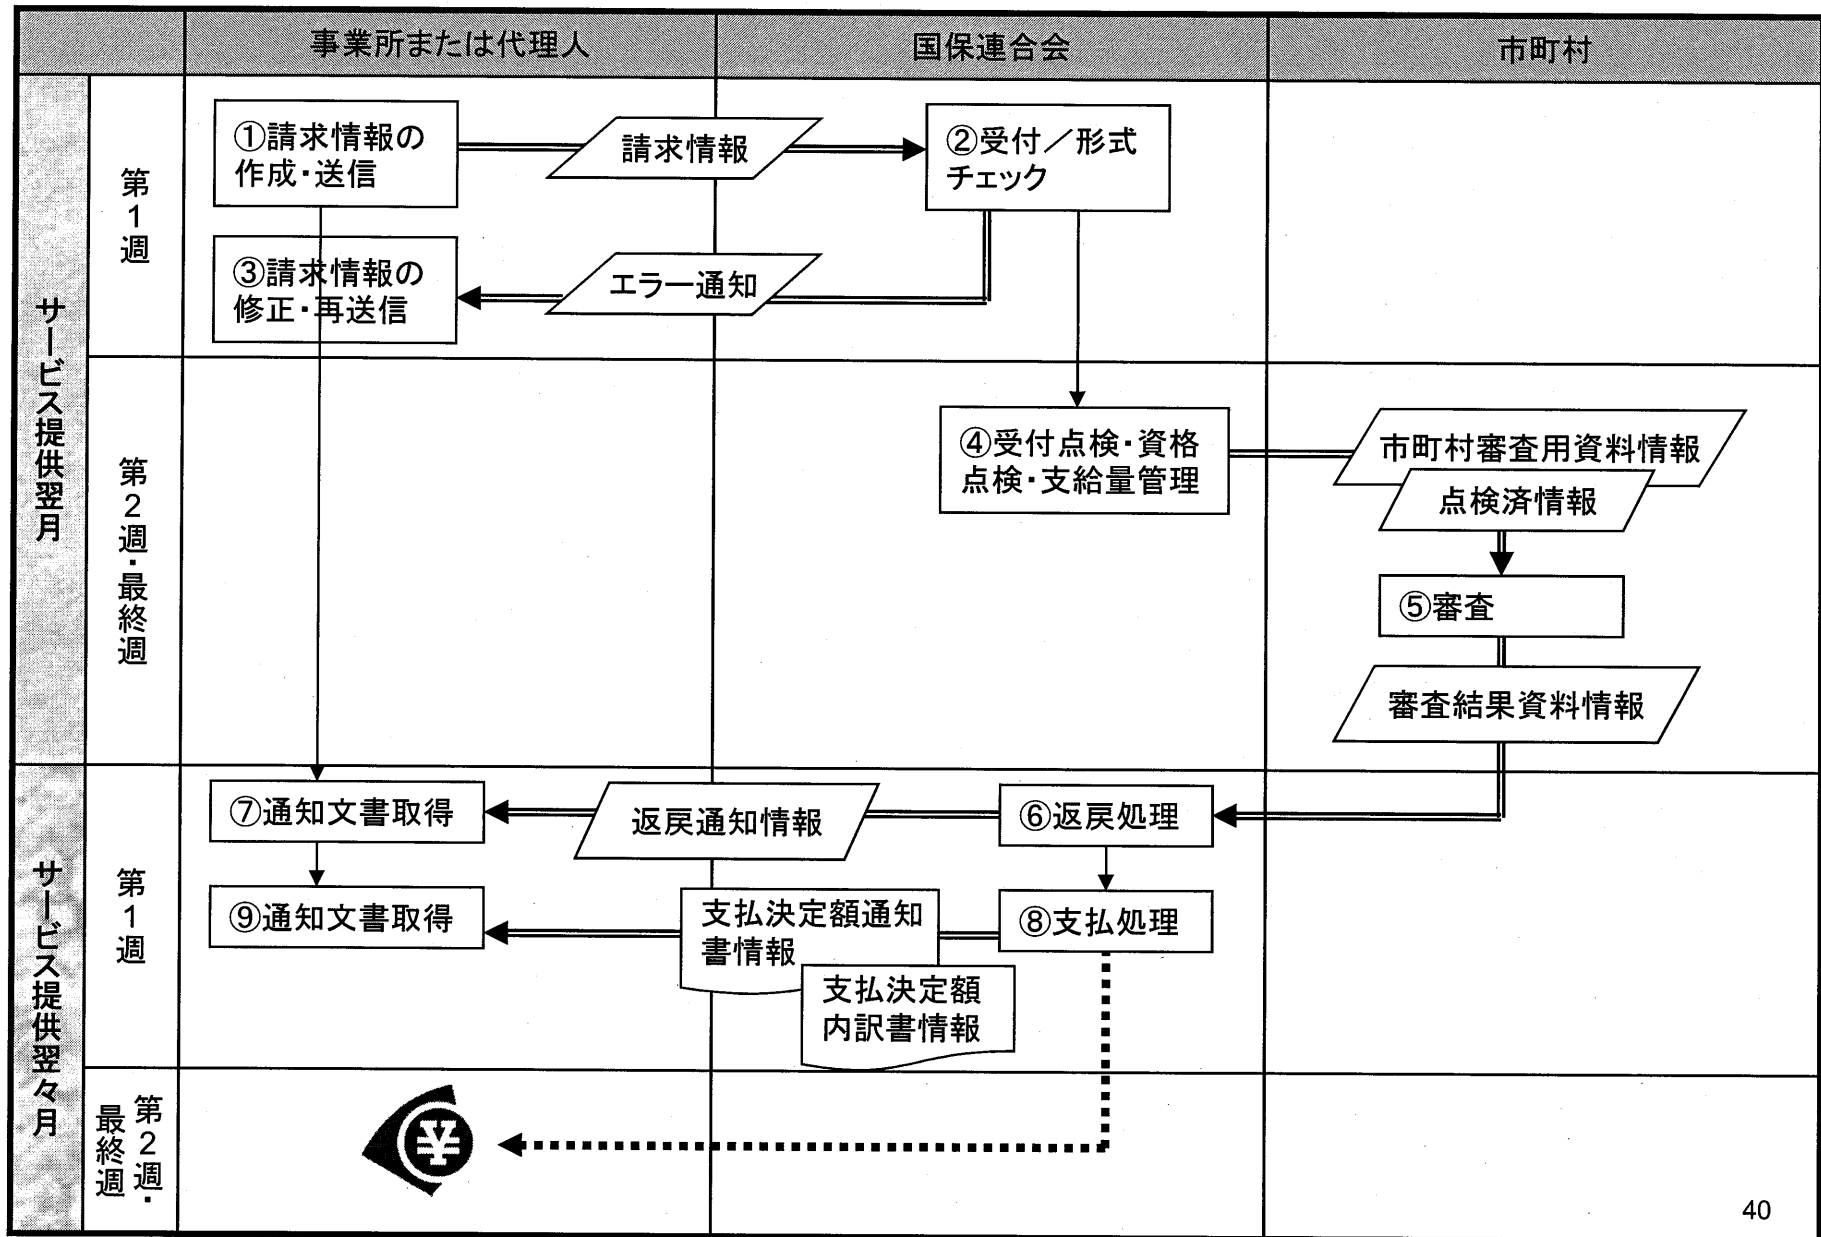 事業所または代理人
国保連合会
市町村
サービス提供翌月
第1週
①請求情報の
作成・送信
請求情報
②受付／形式
チェック
③請求情報の
修正・再送信
エラー通知
第2週・最終週
④受付点検・資格
点検・支給量管理
市町村審査用資料情報
点検済情報
⑤審査
審査結果資料情報
サービス提供翌々月
第1週
⑦通知文書取得
返戻通知情報
⑥返戻処理
⑨通知文書取得
支払決定額通知
書情報
⑧支払処理
支払決定額
内訳書情報
第2週・
最終週
¥
40